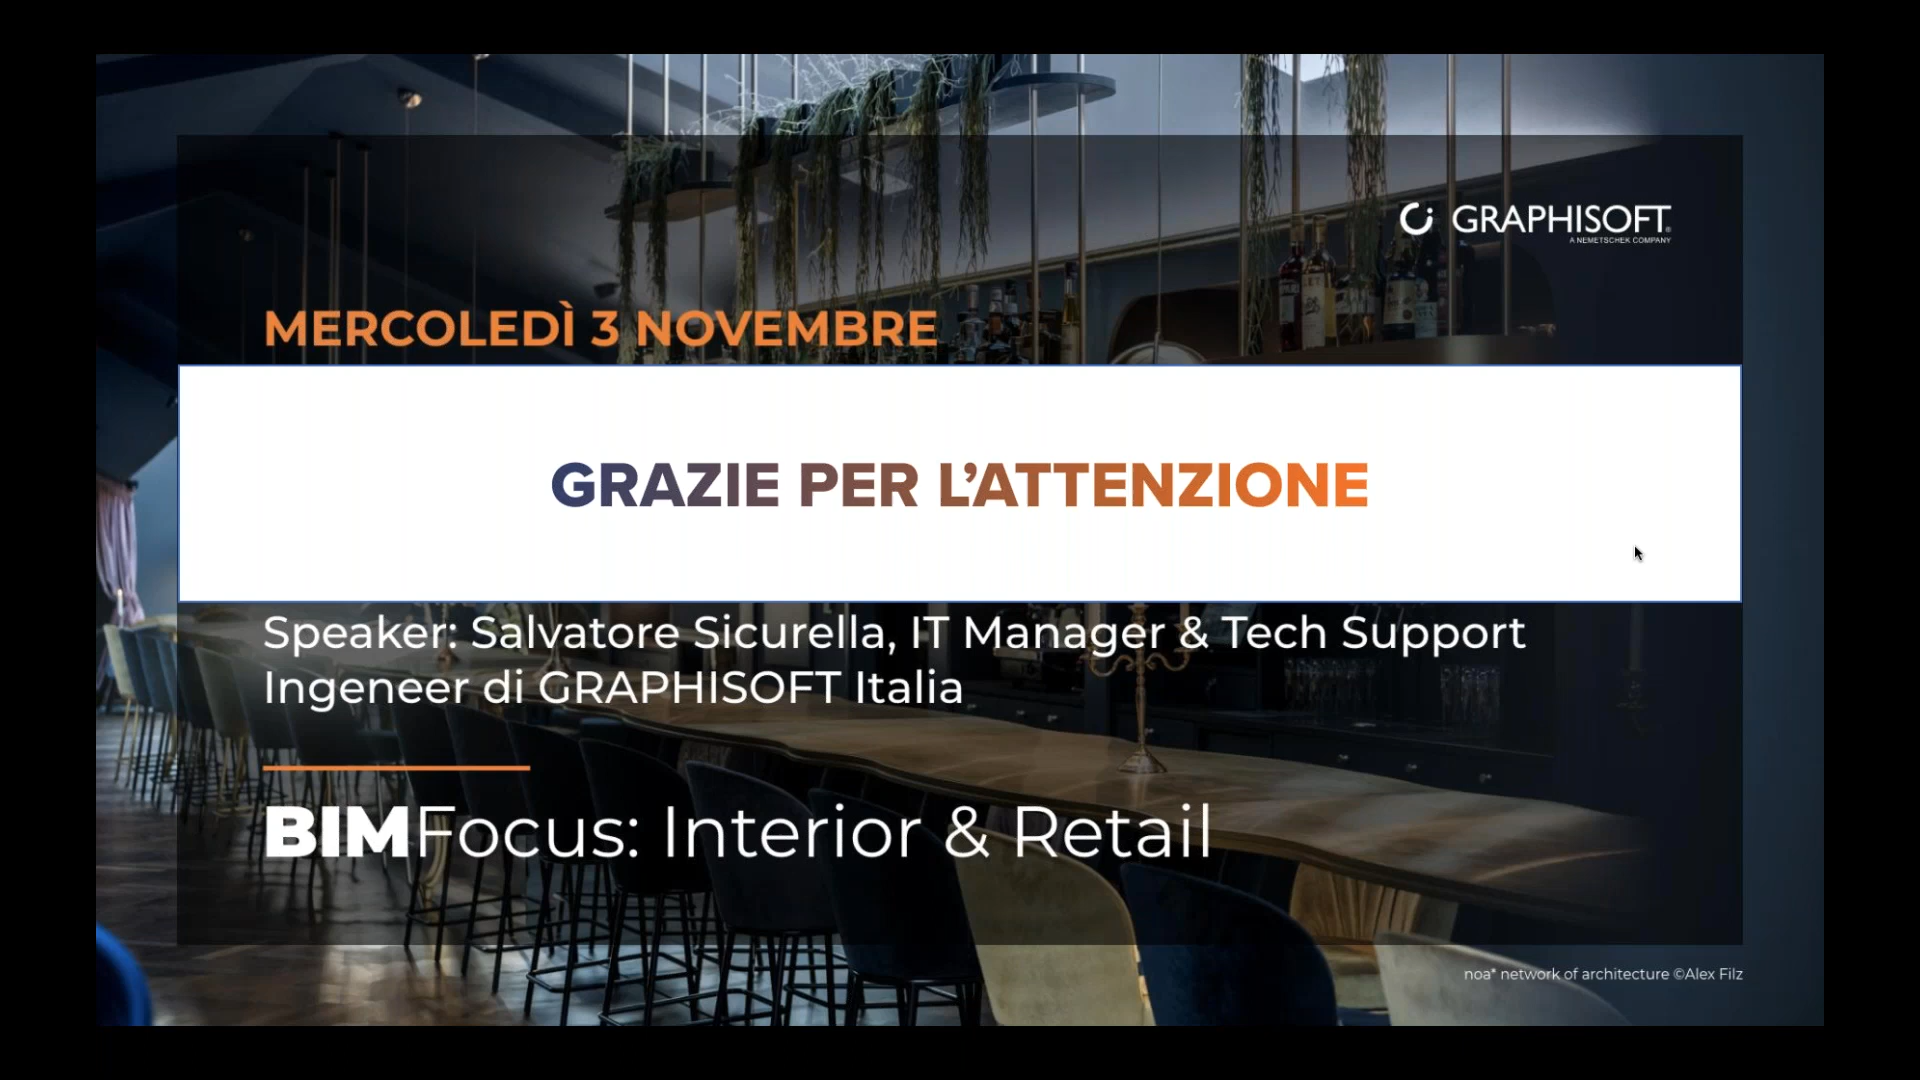 GRAPHISOFT®
A NEMETSCHEK COMPANY
MERCOLEDÌ 3 NOVEMBRE
GRAZIE PER L'ATTENZIONE
Speaker: Salvatore Sicurella, IT Manager & Tech Support
Ingeneer di GRAPHISOFT Italia
BIMFocus: Interior & Retail
noa* network of architecture ©Alex Filz